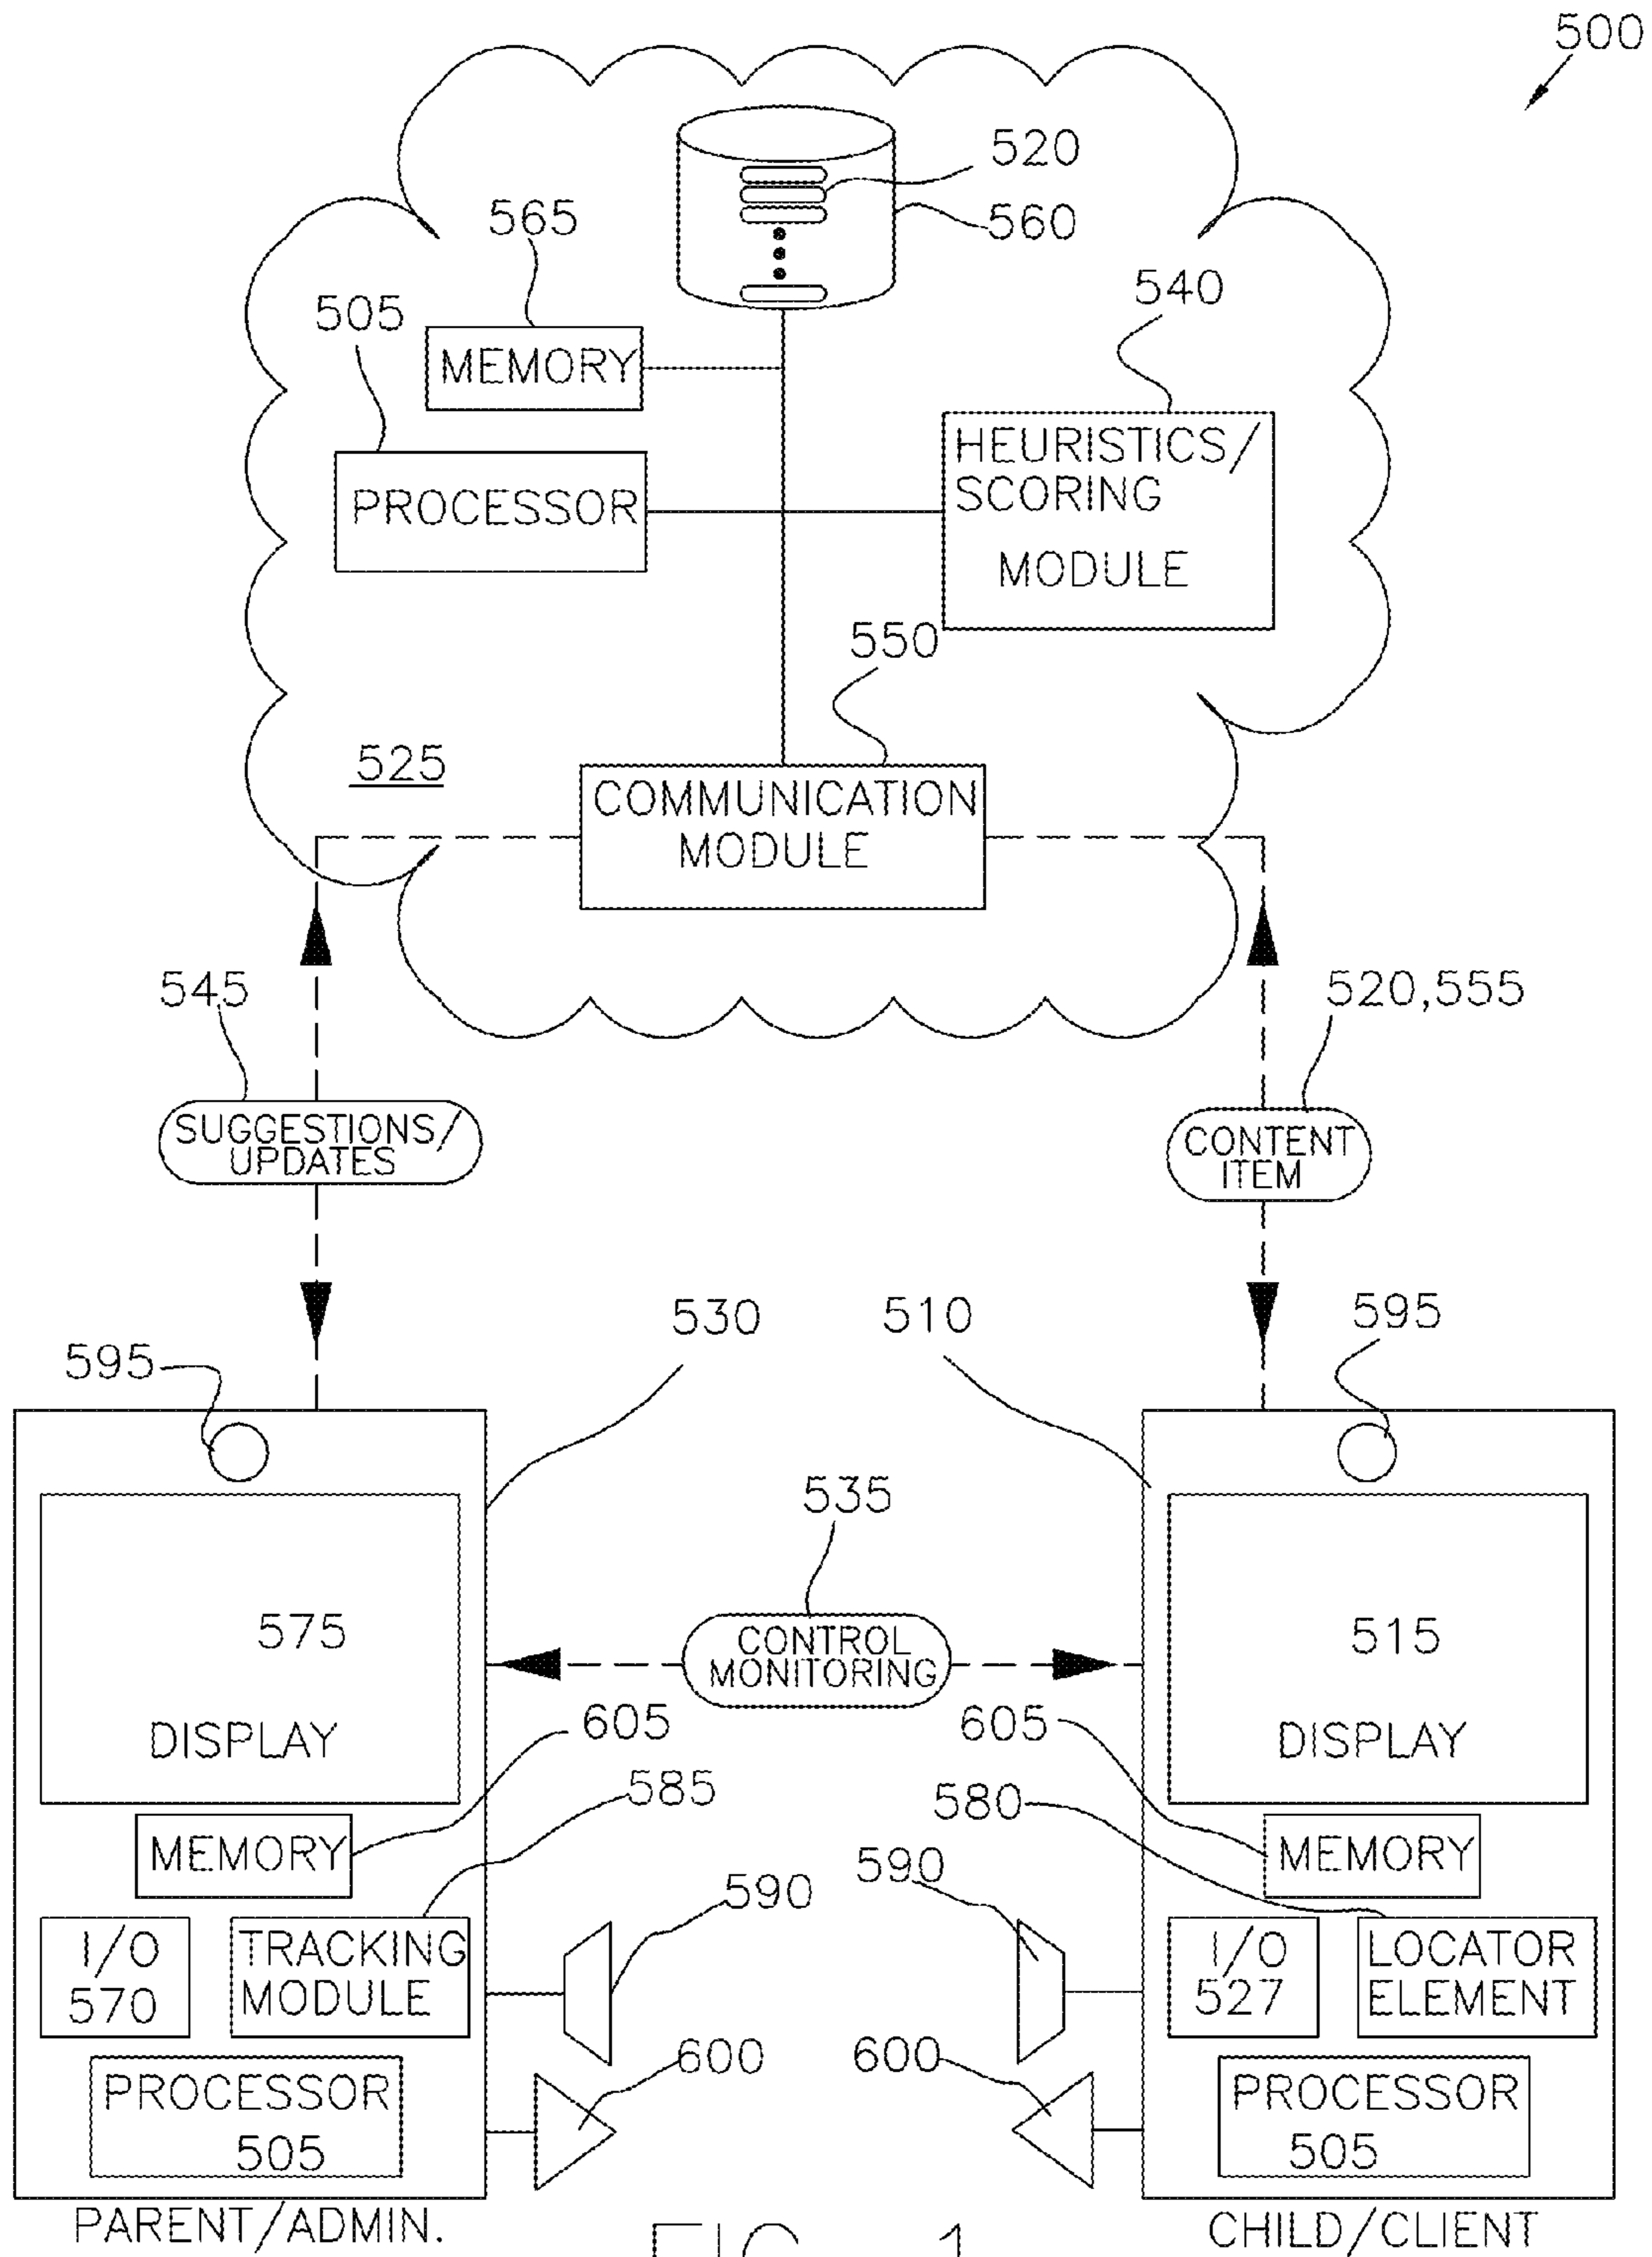 500
520
560
565
540
505
MEMORY
HEURISTICS/
SCORING
MODULE
PROCESSOR
550
525
COMMUNICATION
MODULE
545
520,555
SUGGESTIONS/
UPDATES
CONTENT
ITEM
530
510
595
595
535
575
515
CONTROL
MONITORING
DISPLAY
605
605
DISPLAY
585
580
MEMORY
590
590
MEMORY
I/O
570
TRACKING
MODULE
I/O
527
LOCATOR
ELEMENT
600
600
PROCESSOR
505
PROCESSOR
505
PARENT/ADMIN.
CHILD/CLIENT
FIG. 1